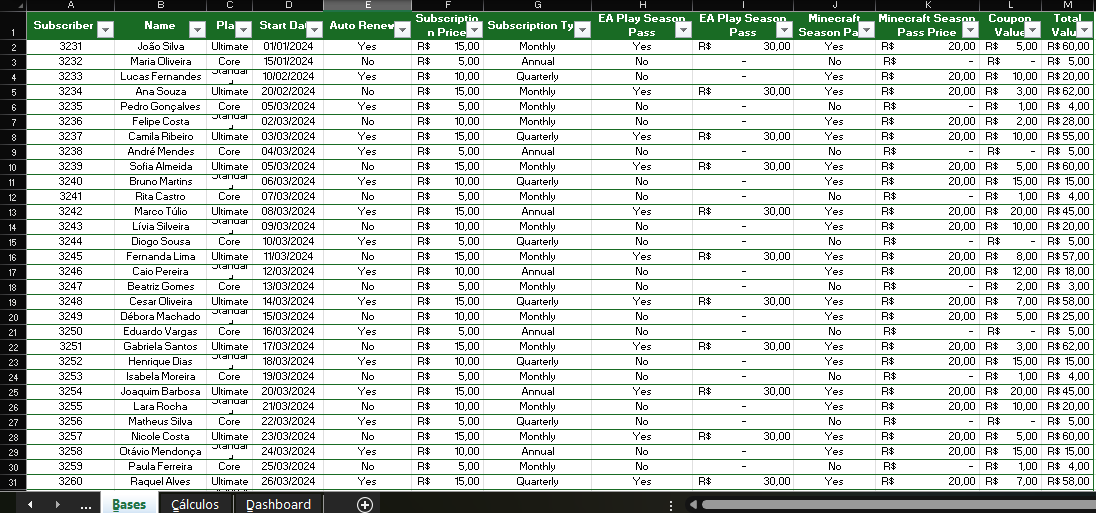 A B C D E F G H I J K L M
1 Subscriber Name Pla Start Dat Auto Renew Subscriptio n Price Subscription Ty EA Play Season Pass EA Play Season Pass Minecraft Season Pa Minecraft Season Pass Price Coupon Value Total Valu
2 3231 João Silva Ultimate 01/01/2024 Yes R$ 15,00 Monthly Yes R$ 30,00 Yes R$ 20,00 R$ 5,00 R$ 60,00
3 3232 Maria Oliveira Core 15/01/2024 No R$ 5,00 Annual No - No R$ - R$ - R$ 5,00
4 3233 Lucas Fernandes Standar 10/02/2024 Yes R$ 10,00 Quarterly No - Yes R$ 20,00 R$ 10,00 R$ 20,00
5 3234 Ana Souza Ultimate 20/02/2024 No R$ 15,00 Monthly Yes R$ 30,00 Yes R$ 20,00 R$ 3,00 R$ 62,00
6 3235 Pedro Gonçalves Core 05/03/2024 Yes R$ 5,00 Monthly No - No R$ - R$ 1,00 R$ 4,00
7 3236 Felipe Costa Standar 02/03/2024 No R$ 10,00 Monthly No - Yes R$ 20,00 R$ 2,00 R$ 28,00
8 3237 Camila Ribeiro Ultimate 03/03/2024 Yes R$ 15,00 Quarterly Yes R$ 30,00 Yes R$ 20,00 R$ 10,00 R$ 55,00
9 3238 André Mendes Core 04/03/2024 Yes R$ 5,00 Annual No - No R$ - R$ - R$ 5,00
10 3239 Sofia Almeida Ultimate 05/03/2024 No R$ 15,00 Monthly Yes R$ 30,00 Yes R$ 20,00 R$ 5,00 R$ 60,00
11 3240 Bruno Martins Standar 06/03/2024 Yes R$ 10,00 Quarterly No - Yes R$ 20,00 R$ 15,00 R$ 15,00
12 3241 Rita Castro Core 07/03/2024 No R$ 5,00 Monthly No - No R$ - R$ 1,00 R$ 4,00
13 3242 Marco Túlio Ultimate 08/03/2024 Yes R$ 15,00 Annual Yes R$ 30,00 Yes R$ 20,00 R$ 20,00 R$ 45,00
14 3243 Lívia Silveira Standar 09/03/2024 No R$ 10,00 Monthly No - Yes R$ 20,00 R$ 10,00 R$ 20,00
15 3244 Diogo Sousa Core 10/03/2024 Yes R$ 5,00 Quarterly No - No R$ - R$ - R$ 5,00
16 3245 Fernanda Lima Ultimate 11/03/2024 No R$ 15,00 Monthly Yes R$ 30,00 Yes R$ 20,00 R$ 8,00 R$ 57,00
17 3246 Caio Pereira Standar 12/03/2024 Yes R$ 10,00 Annual No - Yes R$ 20,00 R$ 12,00 R$ 18,00
18 3247 Beatriz Gomes Core 13/03/2024 No R$ 5,00 Monthly No - No R$ - R$ 2,00 R$ 3,00
19 3248 Cesar Oliveira Ultimate 14/03/2024 Yes R$ 15,00 Quarterly Yes R$ 30,00 Yes R$ 20,00 R$ 7,00 R$ 58,00
20 3249 Débora Machado Standar 15/03/2024 No R$ 10,00 Monthly No - Yes R$ 20,00 R$ 5,00 R$ 25,00
21 3250 Eduardo Vargas Core 16/03/2024 Yes R$ 5,00 Annual No - No R$ - R$ - R$ 5,00
22 3251 Gabriela Santos Ultimate 17/03/2024 No R$ 15,00 Monthly Yes R$ 30,00 Yes R$ 20,00 R$ 3,00 R$ 62,00
23 3252 Henrique Dias Standar 18/03/2024 Yes R$ 10,00 Quarterly No - Yes R$ 20,00 R$ 15,00 R$ 15,00
24 3253 Isabela Moreira Core 19/03/2024 No R$ 5,00 Monthly No - No R$ - R$ 1,00 R$ 4,00
25 3254 Joaquim Barbosa Ultimate 20/03/2024 Yes R$ 15,00 Annual Yes R$ 30,00 Yes R$ 20,00 R$ 20,00 R$ 45,00
26 3255 Lara Rocha Standar 21/03/2024 No R$ 10,00 Monthly No - Yes R$ 20,00 R$ 10,00 R$ 20,00
27 3256 Matheus Silva Core 22/03/2024 Yes R$ 5,00 Quarterly No - No R$ - R$ - R$ 5,00
28 3257 Nicole Costa Ultimate 23/03/2024 No R$ 15,00 Monthly Yes R$ 30,00 Yes R$ 20,00 R$ 5,00 R$ 60,00
29 3258 Otávio Mendonça Standar 24/03/2024 Yes R$ 10,00 Annual No - Yes R$ 20,00 R$ 15,00 R$ 15,00
30 3259 Paula Ferreira Core 25/03/2024 No R$ 5,00 Monthly No - No R$ - R$ 1,00 R$ 4,00
31 3260 Raquel Alves Ultimate 26/03/2024 Yes R$ 15,00 Quarterly Yes R$ 30,00 Yes R$ 20,00 R$ 7,00 R$ 58,00
... Bases Cálculos Dashboard